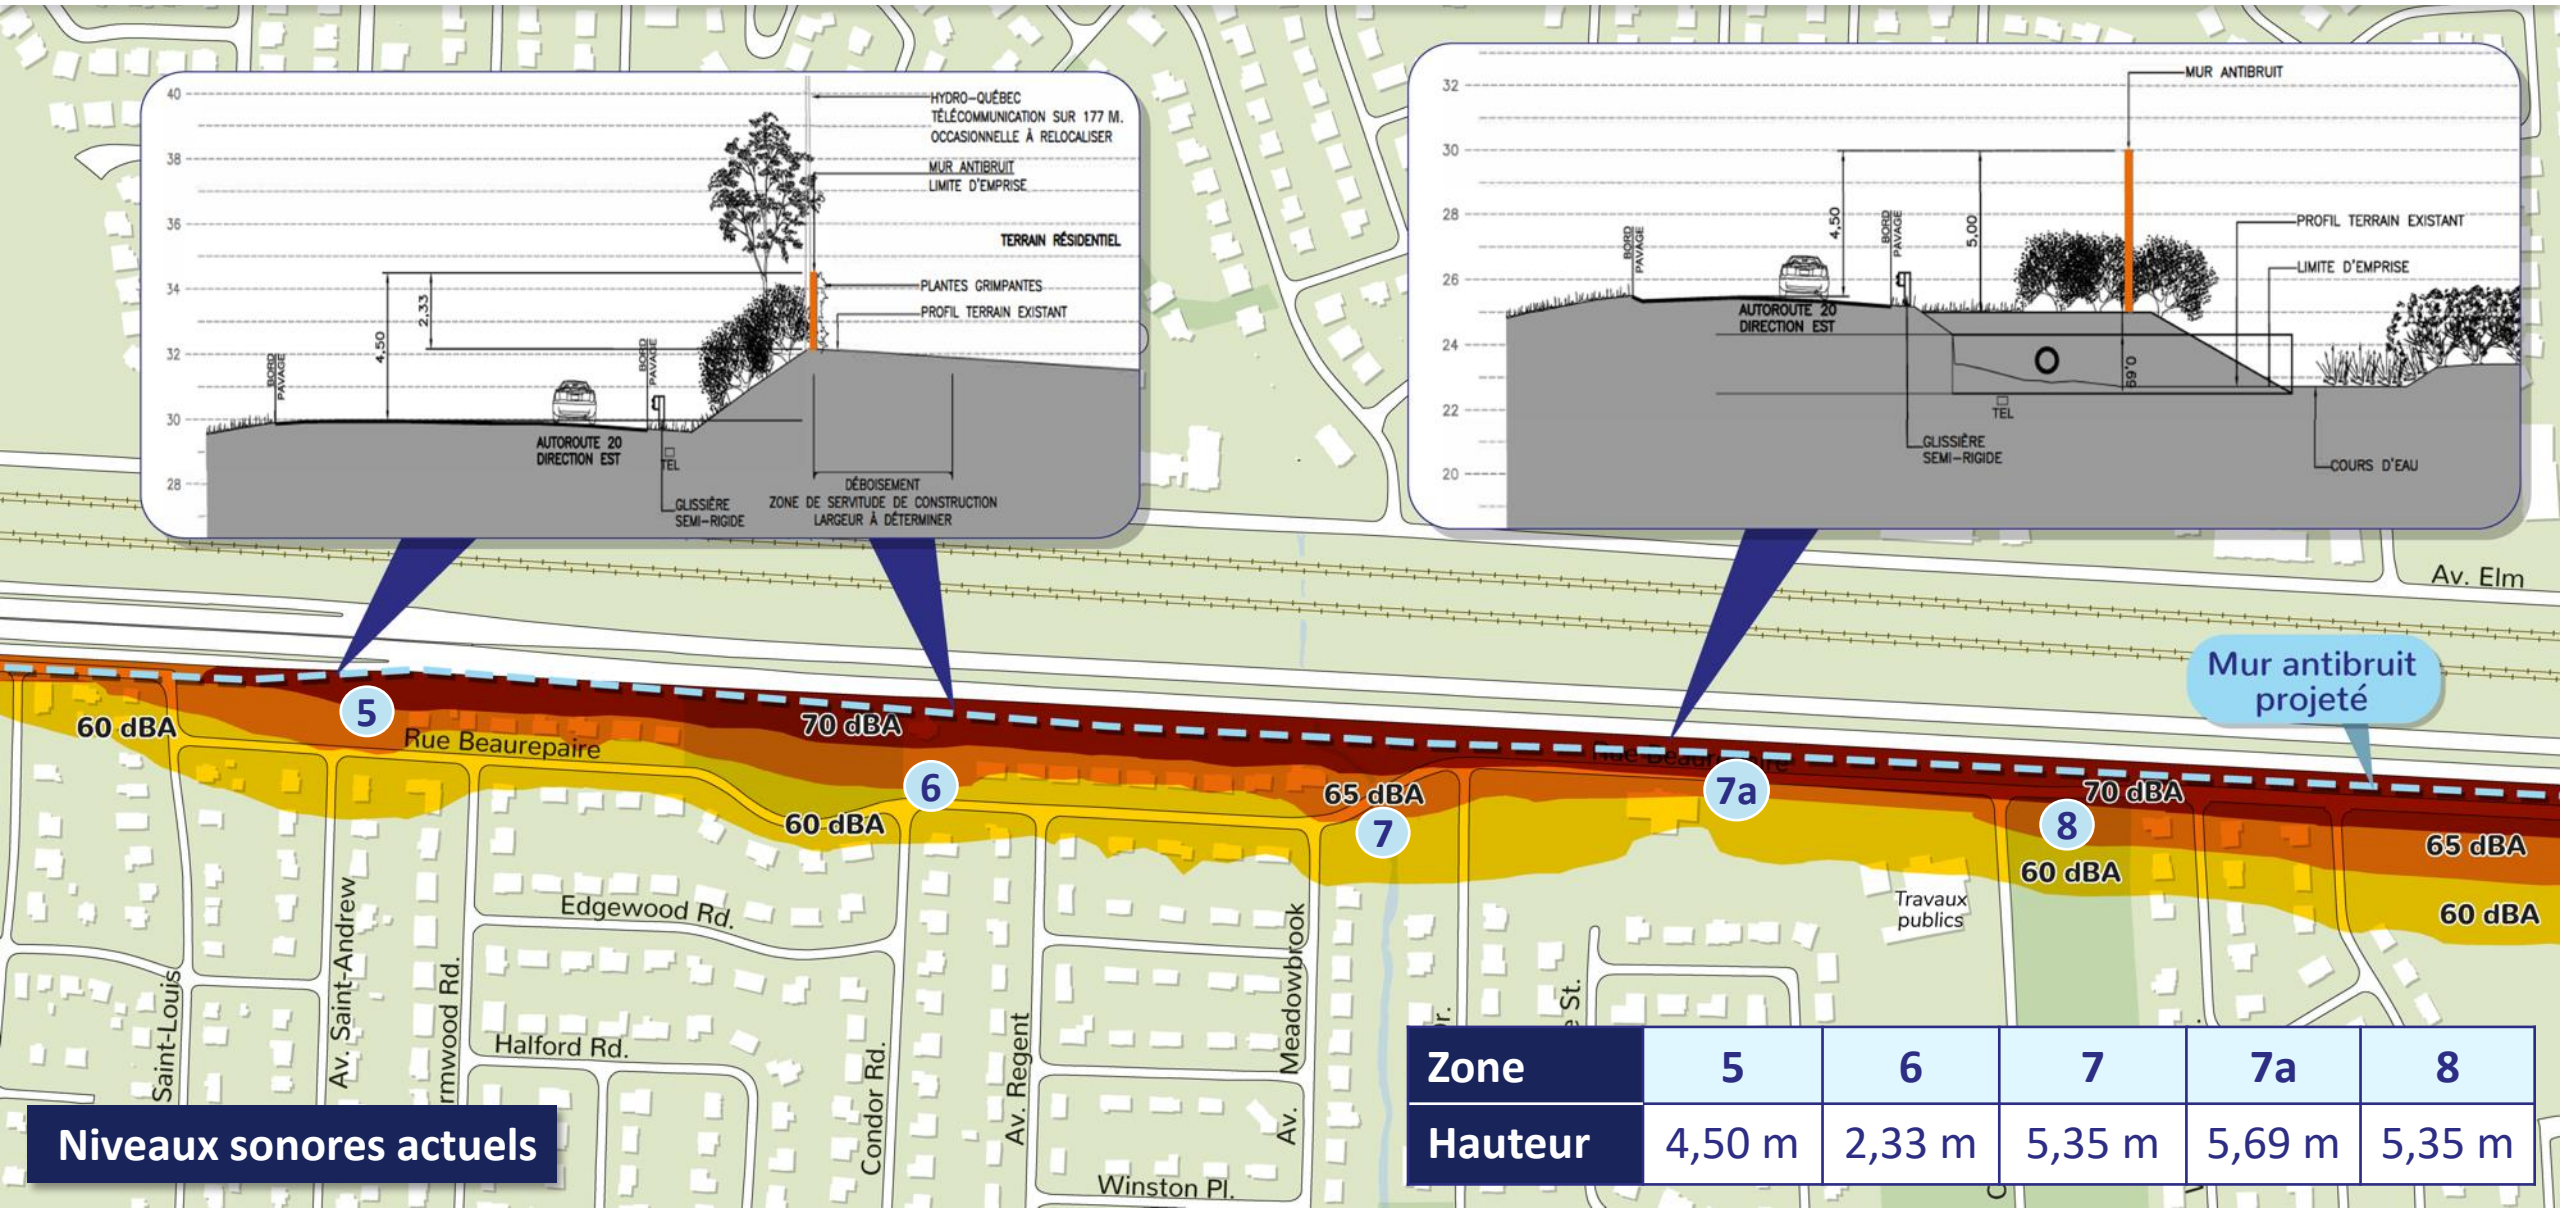 40
38
36
34
32
30
28
HYDRO-QUÉBEC
TÉLÉCOMMUNICATION SUR 177 M.
OCCASIONNELLE À RELOCALISER
MUR ANTIBRUIT
LIMITE D'EMPRISE
TERRAIN RÉSIDENTIEL
PLANTES GRIMPANTES
PROFIL TERRAIN EXISTANT
2,33
4,50
BORD
PAVAGE
BORD
PAVAGE
AUTOROUTE 20
DIRECTION EST
TEL
GLISSIÈRE
SEMI-RIGIDE
DÉBOISEMENT
ZONE DE SERVITUDE DE CONSTRUCTION
LARGEUR À DÉTERMINER
32
30
28
26
24
22
20
MUR ANTIBRUIT
PROFIL TERRAIN EXISTANT
LIMITE D'EMPRISE
BORD
PAVAGE
4,50
BORD
PAVAGE
5,00
AUTOROUTE 20
DIRECTION EST
0,69
TEL
GLISSIÈRE
SEMI-RIGIDE
COURS D'EAU
Av. Elm
Mur antibruit
projeté
60 dBA
5
Rue Beaurepaire
70 dBA
6
60 dBA
65 dBA
7
Rue Beaurepaire
7a
70 dBA
8
60 dBA
65 dBA
60 dBA
Travaux
publics
Edgewood Rd.
Halford Rd.
Winston Pl.
Saint-Louis
Av. Saint-Andrew
rmwood Rd.
Condor Rd.
Av. Regent
Av. Meadowbrook
Dr.
e St.
Niveaux sonores actuels
Zone 5 6 7 7a 8
Hauteur 4,50 m 2,33 m 5,35 m 5,69 m 5,35 m